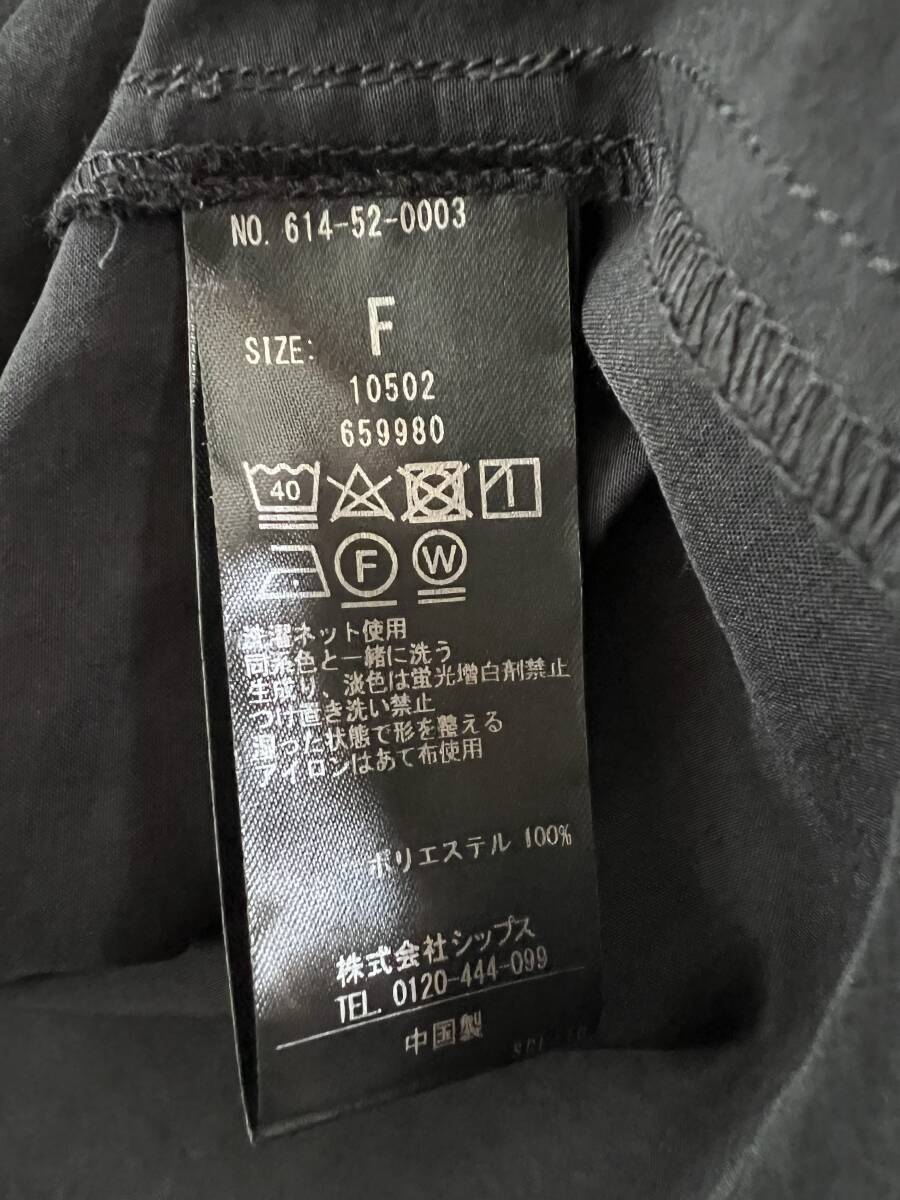 NO. 614-52-0003
SIZE: F
10502
659980
40
F W
洗濯ネット使用
同系色と一緒に洗う
生成り、淡色は蛍光増白剤禁止
つけ置き洗い禁止
湿った状態で形を整える
アイロンはあて布使用
ポリエステル 100%
株式会社シップス
TEL. 0120-444-099
中国製